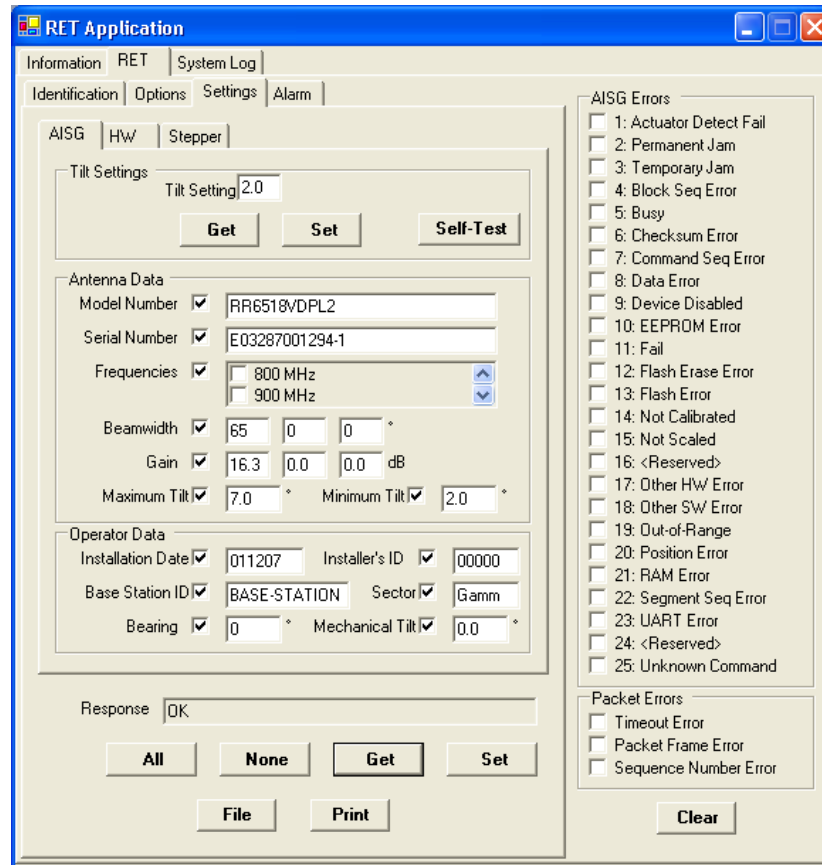 RET Application
Information RET System Log
Identification Options Settings Alarm
AISG HW Stepper
Tilt Settings
Tilt Setting 2.0
Get Set Self-Test
Antenna Data
Model Number RR6518VDPL2
Serial Number E03287001294-1
Frequencies 800 MHz
900 MHz
Beamwidth 65 0 0 °
Gain 16.3 0.0 0.0 dB
Maximum Tilt 7.0 ° Minimum Tilt 2.0 °
Operator Data
Installation Date 011207 Installer's ID 00000
Base Station ID BASE-STATION Sector Gamm
Bearing 0 ° Mechanical Tilt 0.0 °
Response OK
All None Get Set
File Print
AISG Errors
1: Actuator Detect Fail
2: Permanent Jam
3: Temporary Jam
4: Block Seq Error
5: Busy
6: Checksum Error
7: Command Seq Error
8: Data Error
9: Device Disabled
10: EEPROM Error
11: Fail
12: Flash Erase Error
13: Flash Error
14: Not Calibrated
15: Not Scaled
16: <Reserved>
17: Other HW Error
18: Other SW Error
19: Out-of-Range
20: Position Error
21: RAM Error
22: Segment Seq Error
23: UART Error
24: <Reserved>
25: Unknown Command
Packet Errors
Timeout Error
Packet Frame Error
Sequence Number Error
Clear